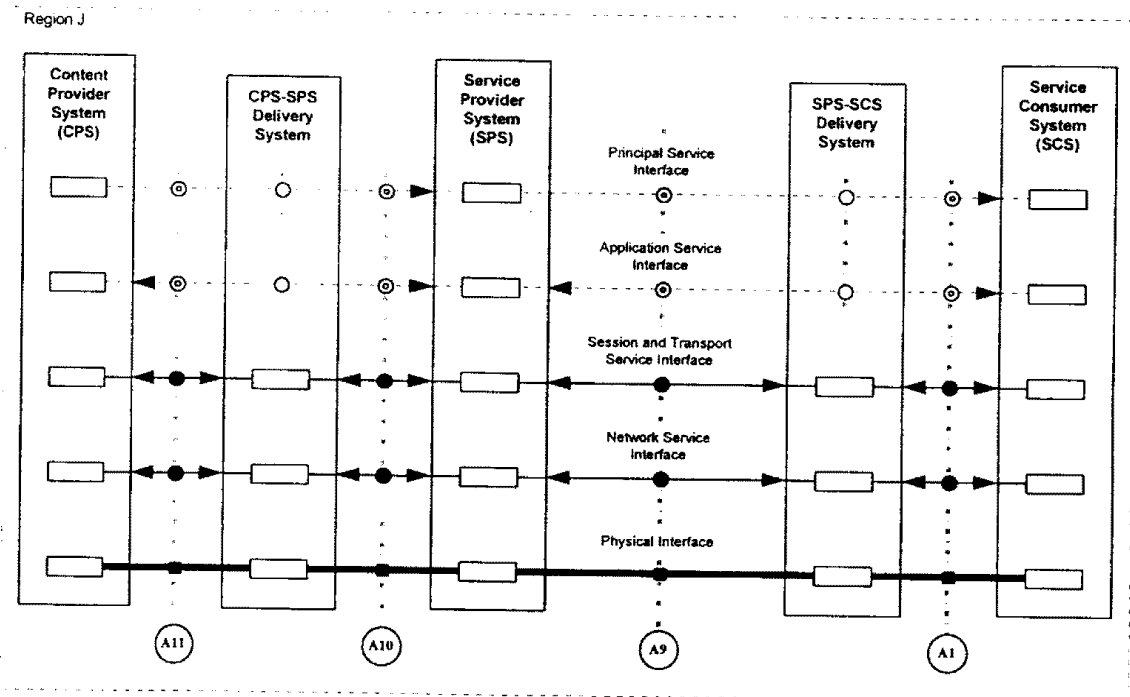 Region J
Content
Provider
System
(CPS)
CPS-SPS
Delivery
System
Service
Provider
System
(SPS)
SPS-SCS
Delivery
System
Service
Consumer
System
(SCS)
Principal Service
Interface
Application Service
Interface
Session and Transport
Service Interface
Network Service
Interface
Physical Interface
A11
A10
A9
A1